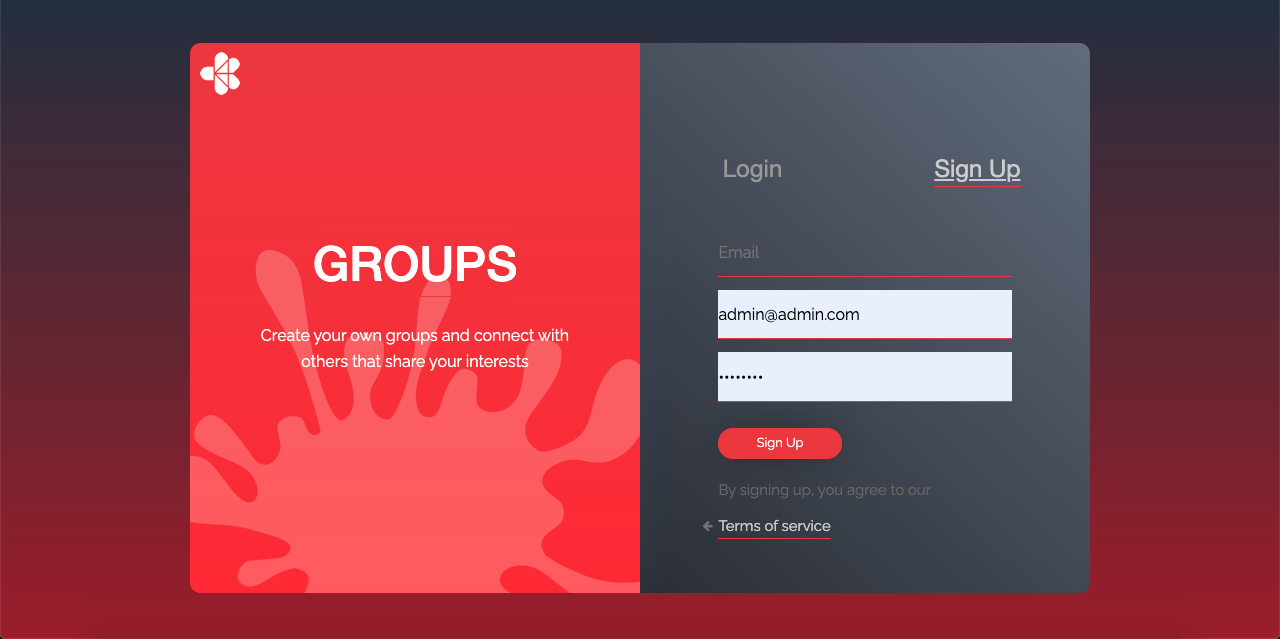 GROUPS
Create your own groups and connect with
others that share your interests
Login
Sign Up
Email
admin@admin.com
••••••••
Sign Up
By signing up, you agree to our
Terms of service